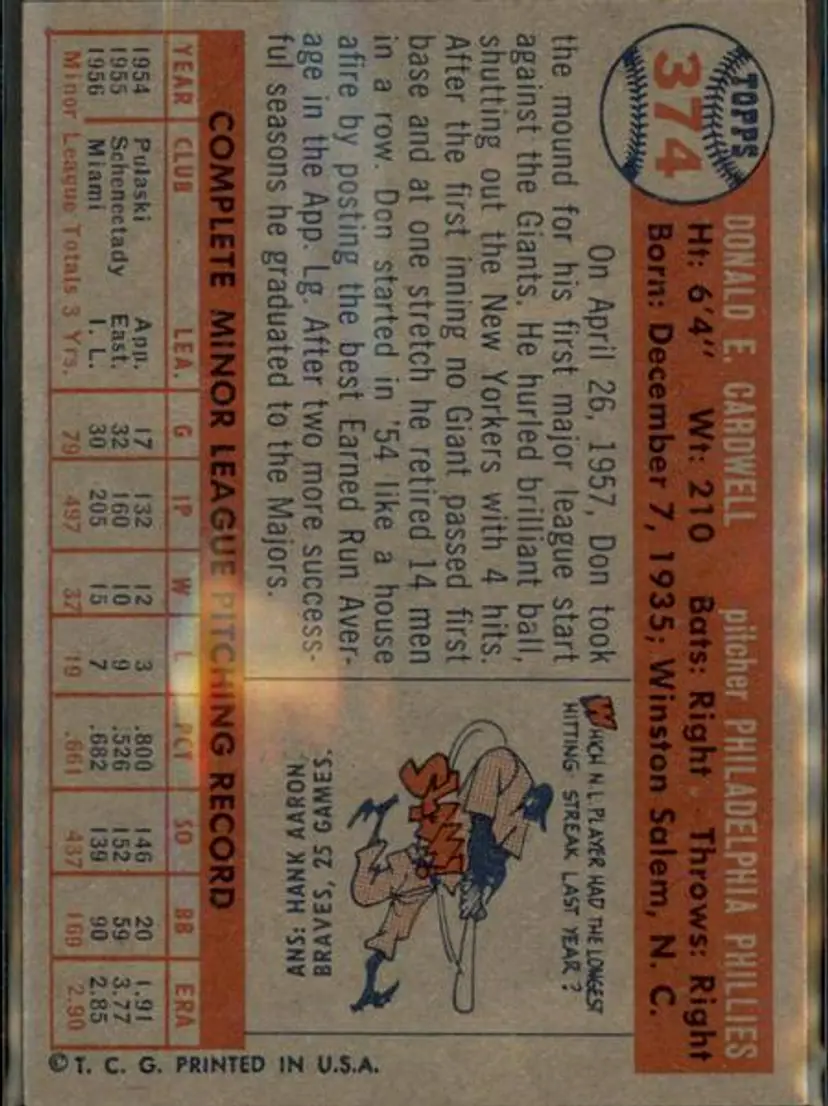 TOPPS
374
DONALD E. CARDWELL pitcher PHILADELPHIA PHILLIES
Ht: 6'4" Wt: 210 Bats: Right Throws: Right
Born: December 7, 1935; Winston Salem, N. C.
On April 26, 1957, Don took
the mound for his first major league start
against the Giants. He hurled brilliant ball,
shutting out the New Yorkers with 4 hits.
After the first inning no Giant passed first
base and at one stretch he retired 14 men
in a row. Don started in '54 like a house
afire by posting the best Earned Run Aver-
age in the App. Lg. After two more success-
ful seasons he graduated to the Majors.
WHICH N.L. PLAYER HAD THE LONGEST
HITTING STREAK LAST YEAR?
SLAM
ANS: HANK AARON,
BRAVES, 25 GAMES.
COMPLETE MINOR LEAGUE PITCHING RECORD
YEAR CLUB LEA. G IP W L PCT SO BB ERA
1954 Pulaski App. 17 132 12 3 .800 146 20 1.91
1955 Schenectady East. 32 160 10 9 .526 152 59 3.77
1956 Miami I. L. 30 205 15 7 .682 139 90 2.85
Minor League Totals 3 Yrs. 79 497 37 19 .661 437 169 2.90
© T. C. G. PRINTED IN U.S.A.